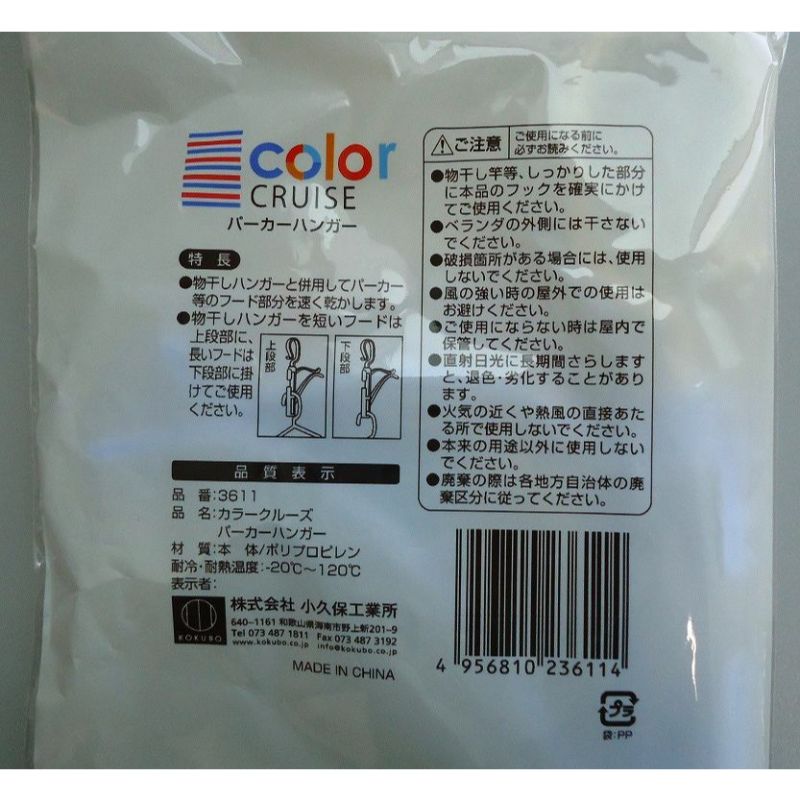 color
CRUISE
パーカーハンガー
特長
●物干しハンガーと併用してパーカー
等のフード部分を速く乾かします。
●物干しハンガーを短いフードは
上段部に、
長いフードは
下段部に掛
けてご使用
ください。
上段部
下段部
品質表示
品 番:3611
品 名:カラークルーズ
パーカーハンガー
材 質:本 体/ポリプロピレン
耐冷・耐熱温度:-20℃～120℃
表示者:
KOKUBO
株式会社 小久保工業所
640-1161 和歌山県海南市野上新201-9
Tel 073 487 1811 Fax 073 487 3192
www.kokubo.co.jp info@kokubo.co.jp
MADE IN CHINA
ご注意
ご使用になる前に
必ずお読みください。
●物干し竿等、しっかりした部分
に本品のフックを確実にかけ
てご使用ください。
●ベランダの外側には干さない
でください。
●破損箇所がある場合には、使用
しないでください。
●風の強い時の屋外での使用は
お避けください。
●ご使用にならない時は屋内で
保管してください。
●直射日光に長期間さらします
と、退色・劣化することがあり
ます。
●火気の近くや熱風の直接あた
る所で使用しないでください。
●本来の用途以外に使用しない
でください。
●廃棄の際は各地方自治体の廃
棄区分に従ってください。
4 956810 236114
プラ
袋:PP